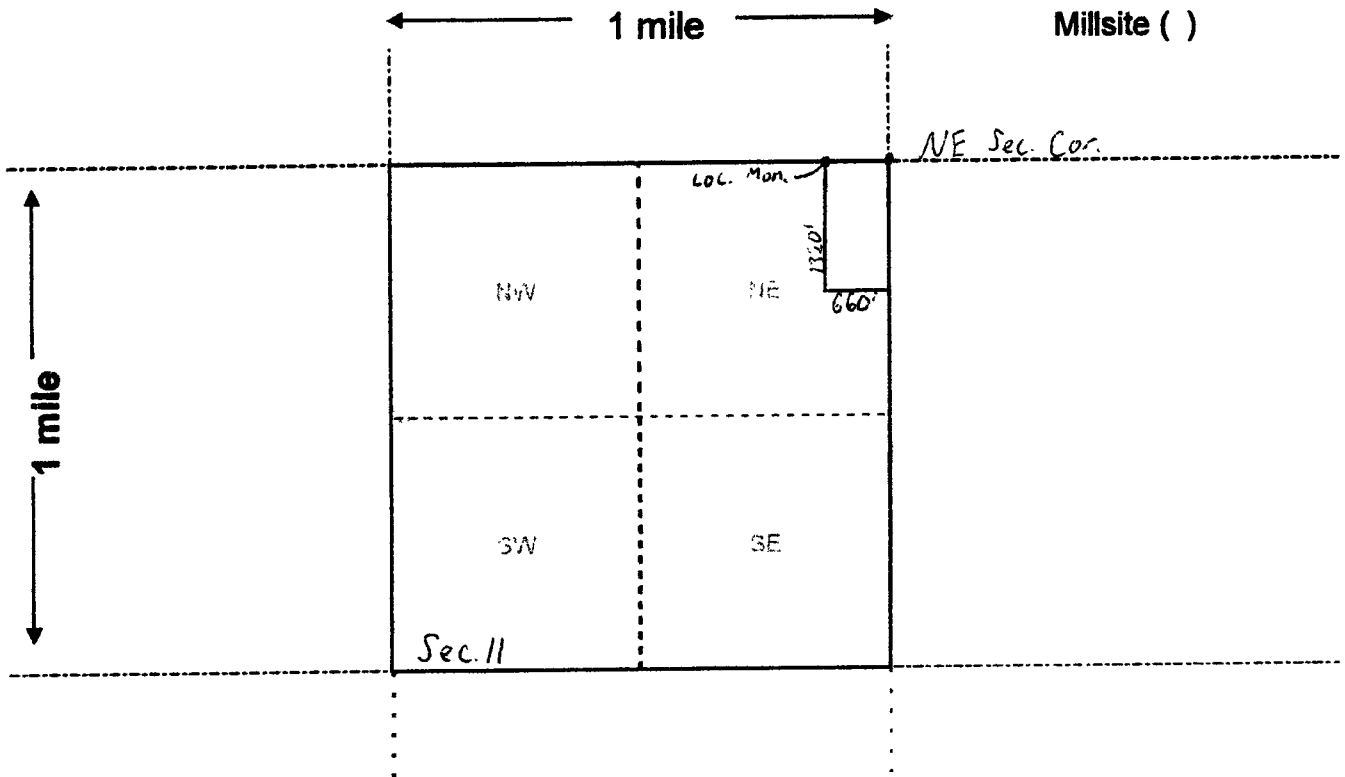 1 mile
Millsite ( )
NE Sec. Cor.
Loc. Mon.
1320'
660'
NW
NE
1 mile
SW
SE
Sec. 11